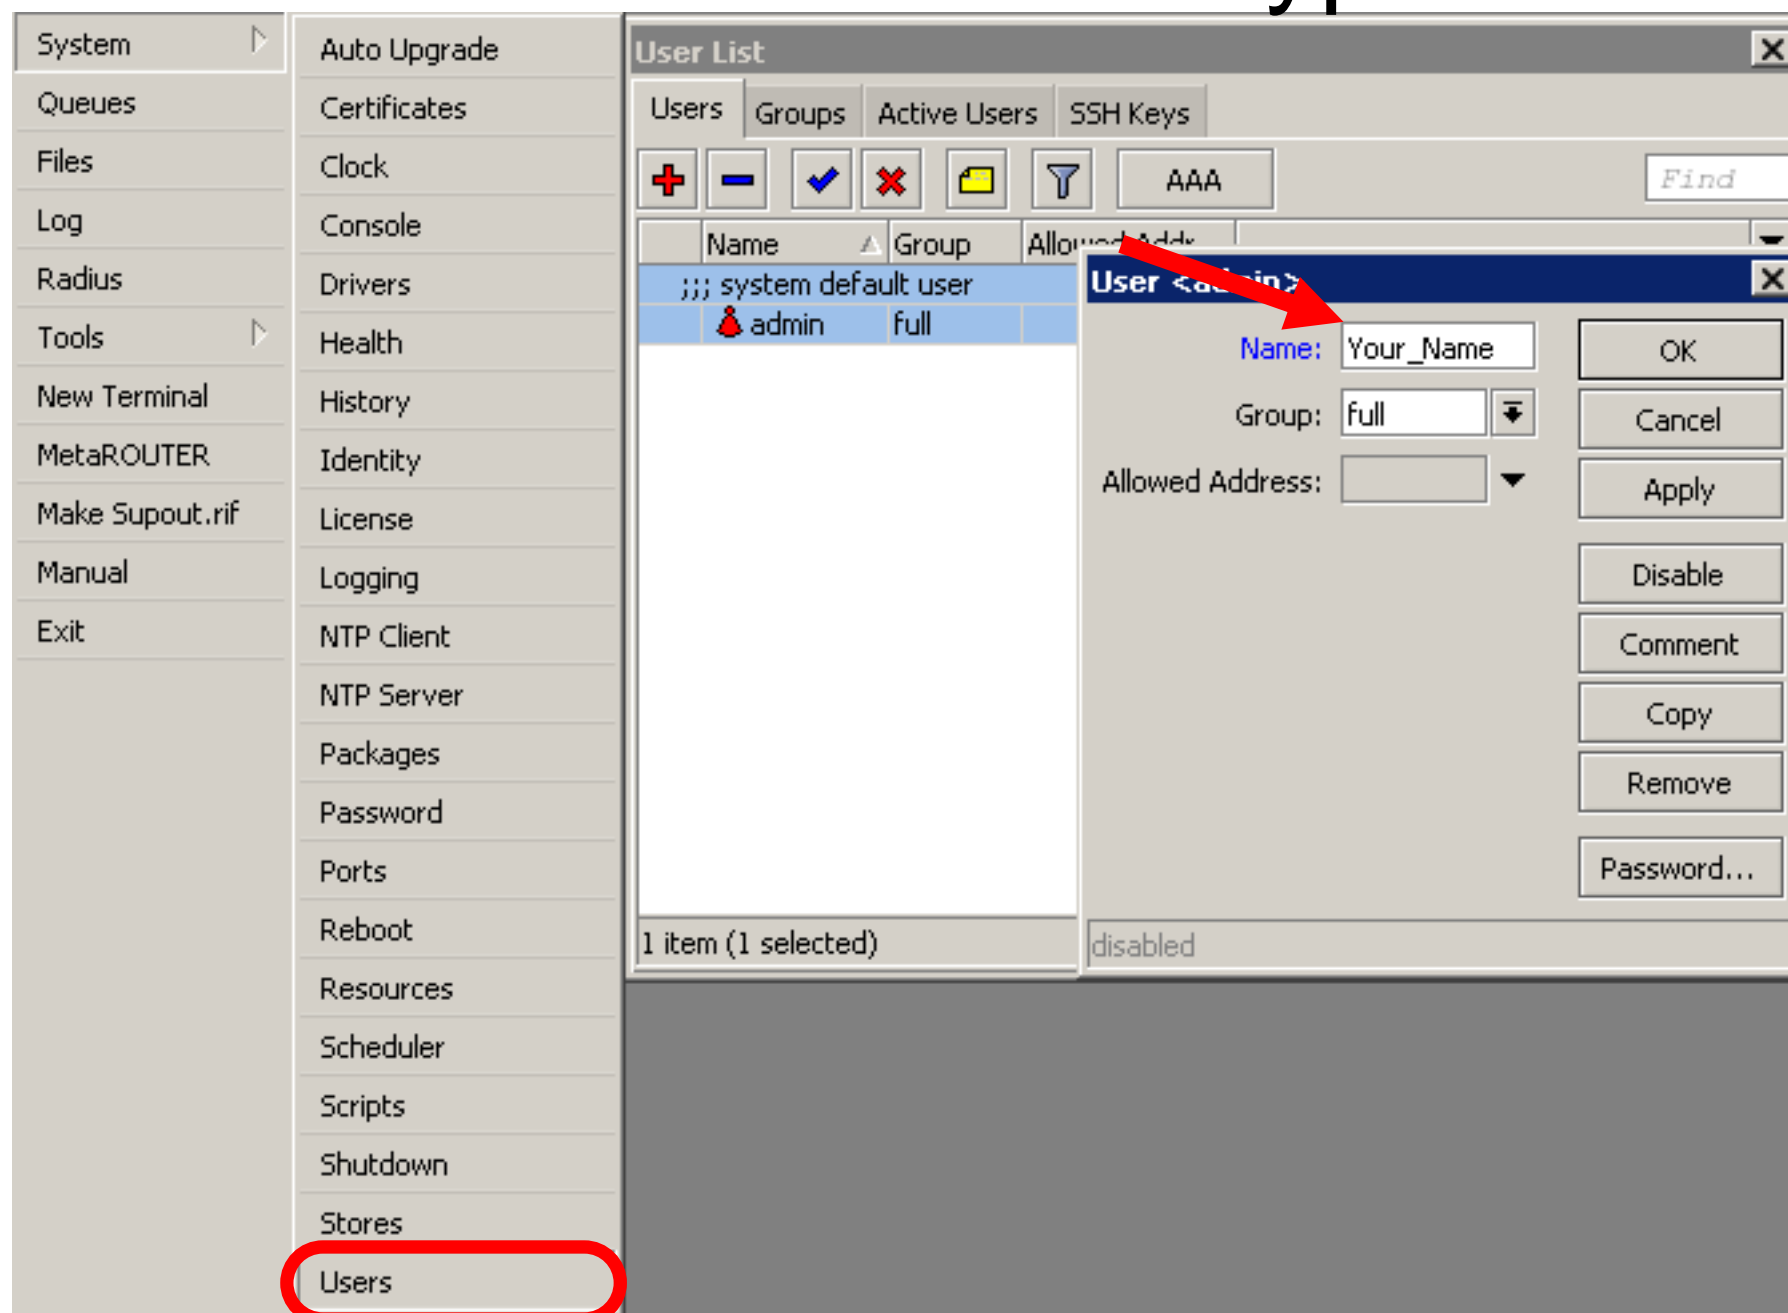 System
Queues
Files
Log
Radius
Tools
New Terminal
MetaROUTER
Make Supout.rif
Manual
Exit
Auto Upgrade
Certificates
Clock
Console
Drivers
Health
History
Identity
License
Logging
NTP Client
NTP Server
Packages
Password
Ports
Reboot
Resources
Scheduler
Scripts
Shutdown
Stores
Users
User List
Users Groups Active Users SSH Keys
AAA Find
Name Group Allowed Addr
;;; system default user
admin full
1 item (1 selected)
User <admin>
Name: Your_Name
Group: full
Allowed Address:
OK
Cancel
Apply
Disable
Comment
Copy
Remove
Password...
disabled